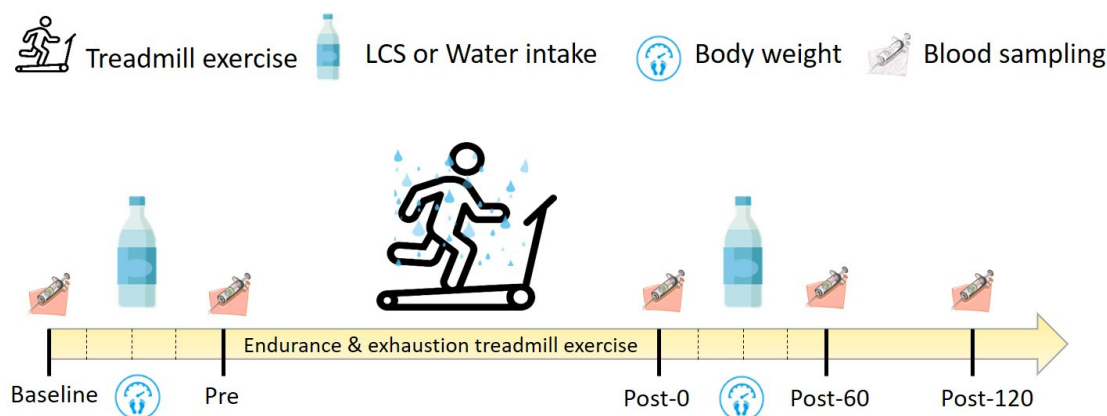 Treadmill exercise
LCS or Water intake
Body weight
Blood sampling
Endurance & exhaustion treadmill exercise
Baseline
Pre
Post-0
Post-60
Post-120